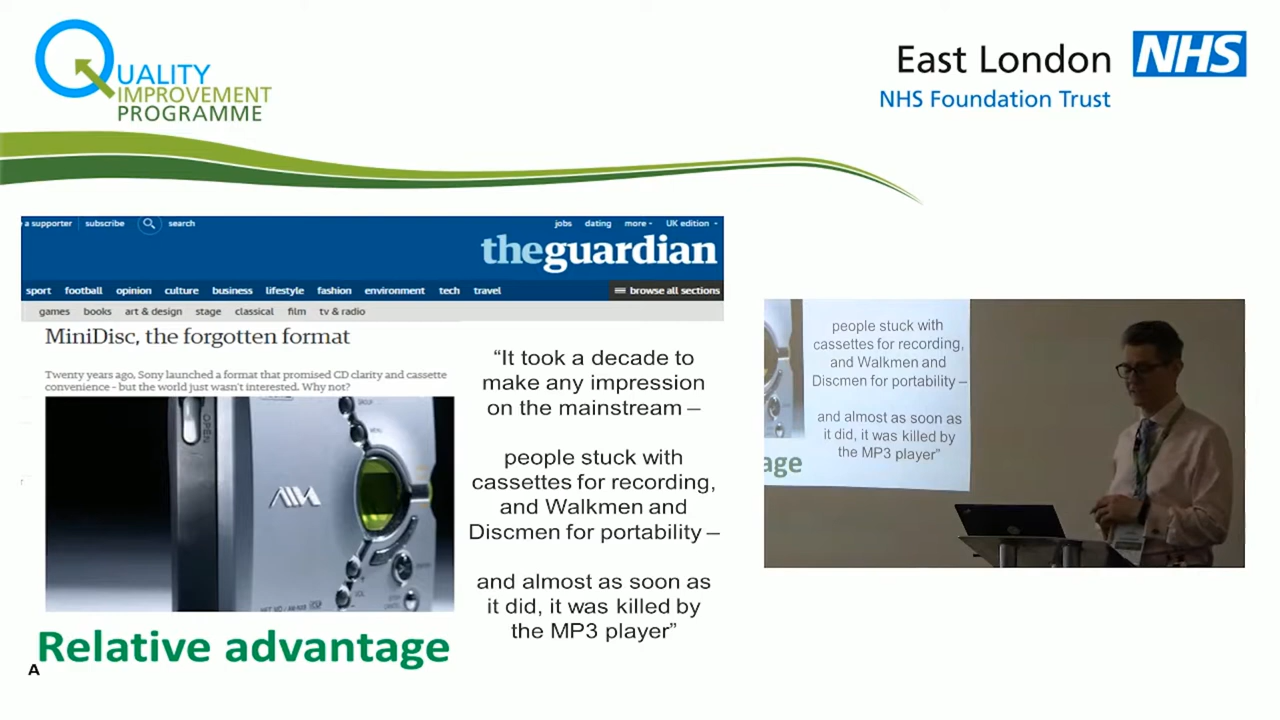 QUALITY
IMPROVEMENT
PROGRAMME
East London NHS
NHS Foundation Trust
a supporter subscribe search jobs dating more UK edition
theguardian
sport football opinion culture business lifestyle fashion environment tech travel browse all sections
games books art & design stage classical film tv & radio
MiniDisc, the forgotten format
Twenty years ago, Sony launched a format that promised CD clarity and cassette
convenience - but the world just wasn't interested. Why not?
OPEN
GROUP
MENU
AIWA
VOL
“It took a decade to
make any impression
on the mainstream –
people stuck with
cassettes for recording,
and Walkmen and
Discmen for portability –
and almost as soon as
it did, it was killed by
the MP3 player”
Relative advantage
A
people stuck with
cassettes for recording,
and Walkmen and
Discmen for portability –
and almost as soon as
it did, it was killed by
the MP3 player”
age